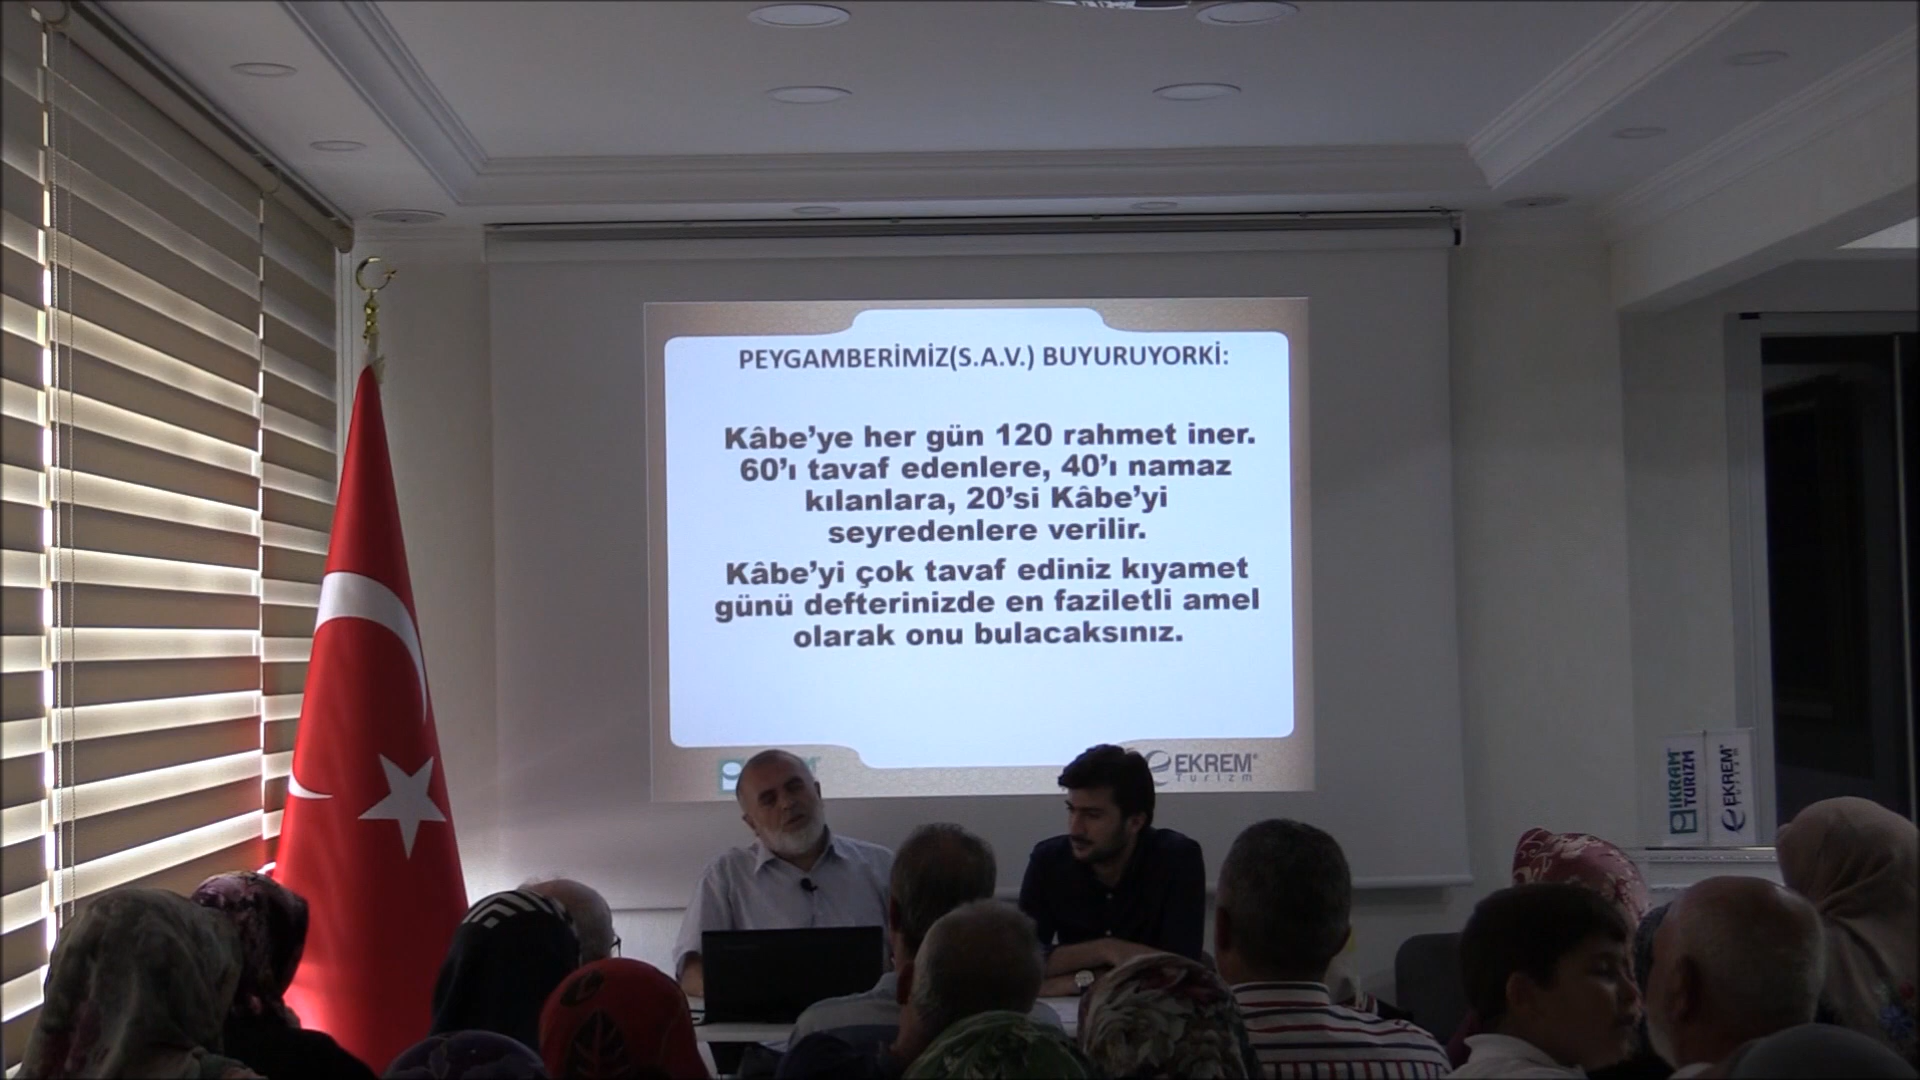 PEYGAMBERİMİZ(S.A.V.) BUYURUYORKİ:
Kâbe’ye her gün 120 rahmet iner.
60’ı tavaf edenlere, 40’ı namaz
kılanlara, 20’si Kâbe’yi
seyredenlere verilir.
Kâbe’yi çok tavaf ediniz kıyamet
günü defterinizde en faziletli amel
olarak onu bulacaksınız.
EKREM®
Turizm
İKRAM
TURİZM
EKREM